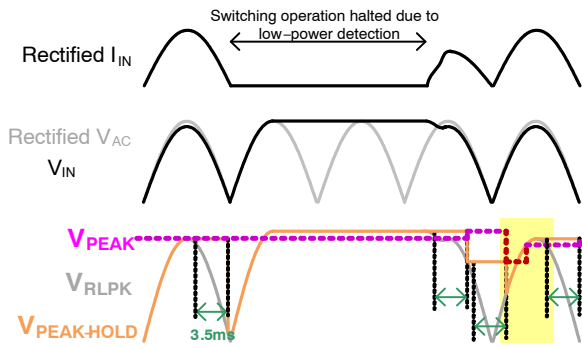 Switching operation halted due to
low−power detection
Rectified IIN
Rectified VAC
VIN
VPEAK
VRLPK
VPEAK-HOLD
3.5ms